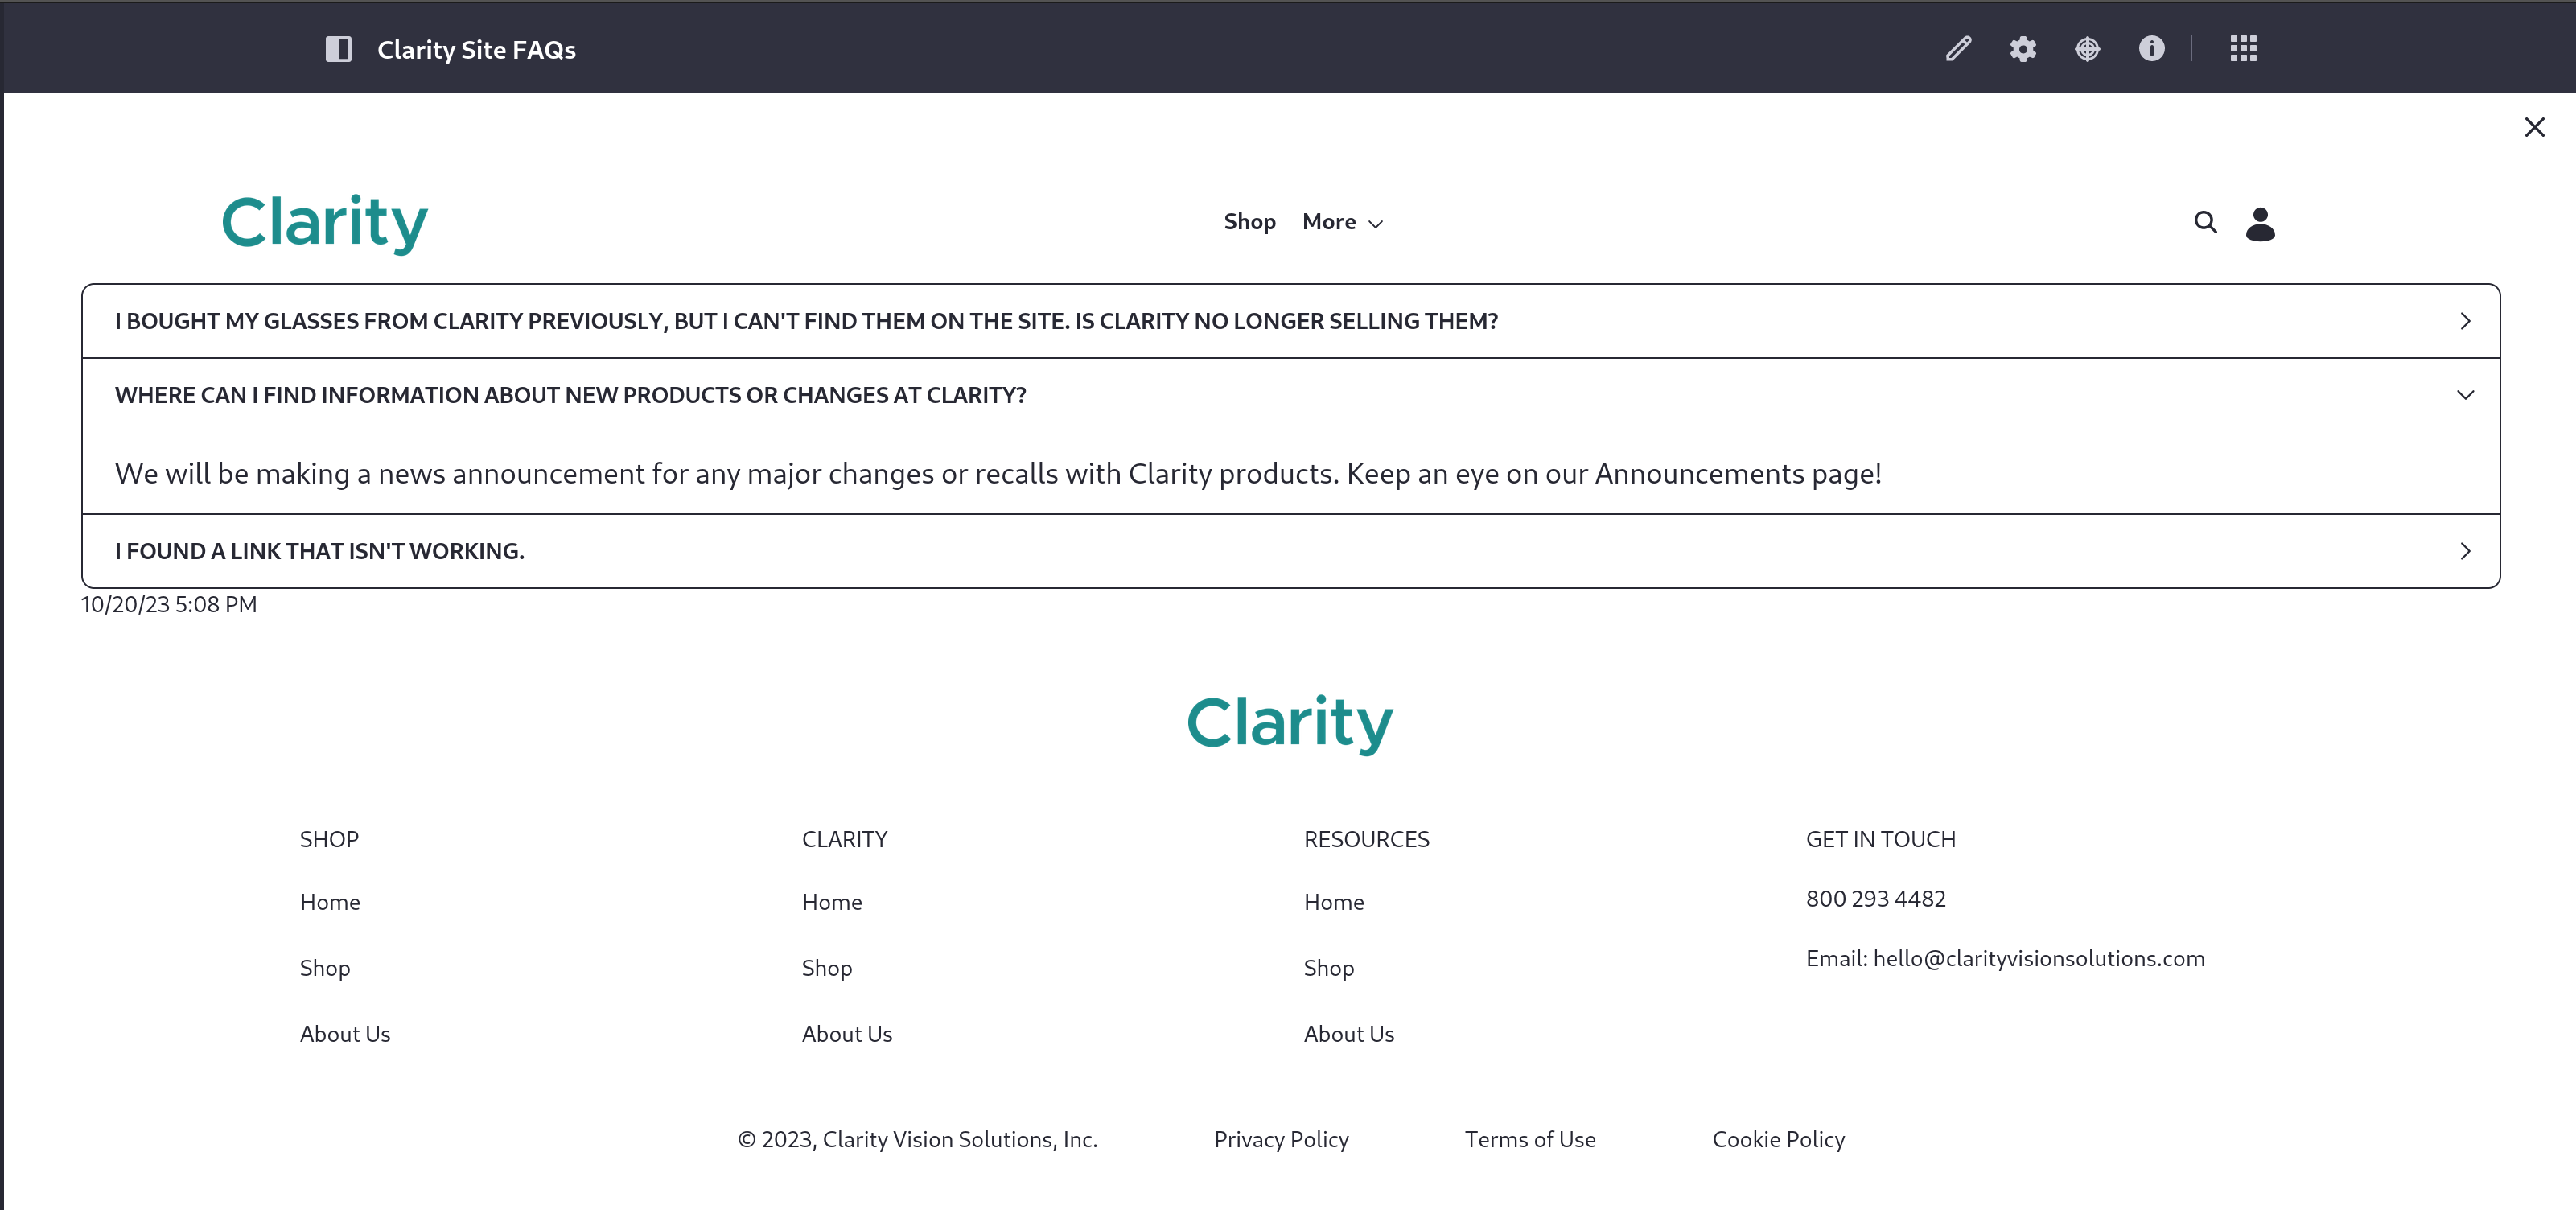 Clarity Site FAQs
Clarity
Shop
More
I BOUGHT MY GLASSES FROM CLARITY PREVIOUSLY, BUT I CAN'T FIND THEM ON THE SITE. IS CLARITY NO LONGER SELLING THEM?
WHERE CAN I FIND INFORMATION ABOUT NEW PRODUCTS OR CHANGES AT CLARITY?
We will be making a news announcement for any major changes or recalls with Clarity products. Keep an eye on our Announcements page!
I FOUND A LINK THAT ISN'T WORKING.
10/20/23 5:08 PM
Clarity
SHOP
Home
Shop
About Us
CLARITY
Home
Shop
About Us
RESOURCES
Home
Shop
About Us
GET IN TOUCH
800 293 4482
Email: hello@clarityvisionsolutions.com
© 2023, Clarity Vision Solutions, Inc.
Privacy Policy
Terms of Use
Cookie Policy